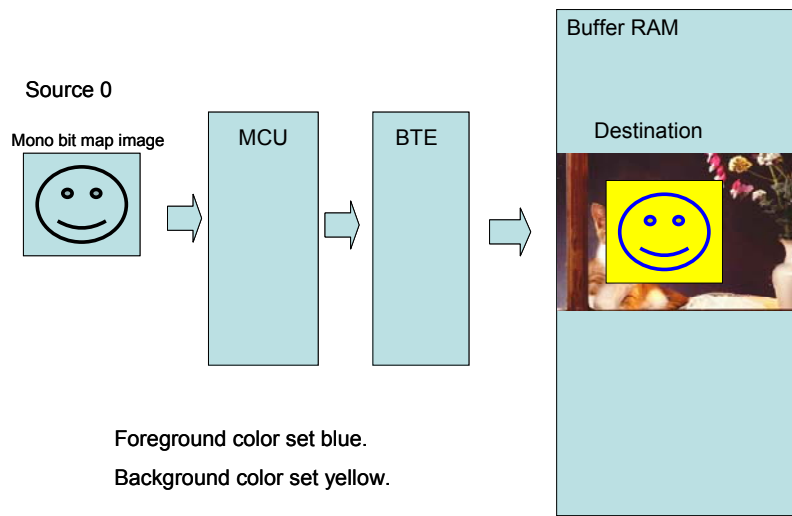 Buffer RAM
Source 0
Mono bit map image
MCU
BTE
Destination
Foreground color set blue.
Background color set yellow.